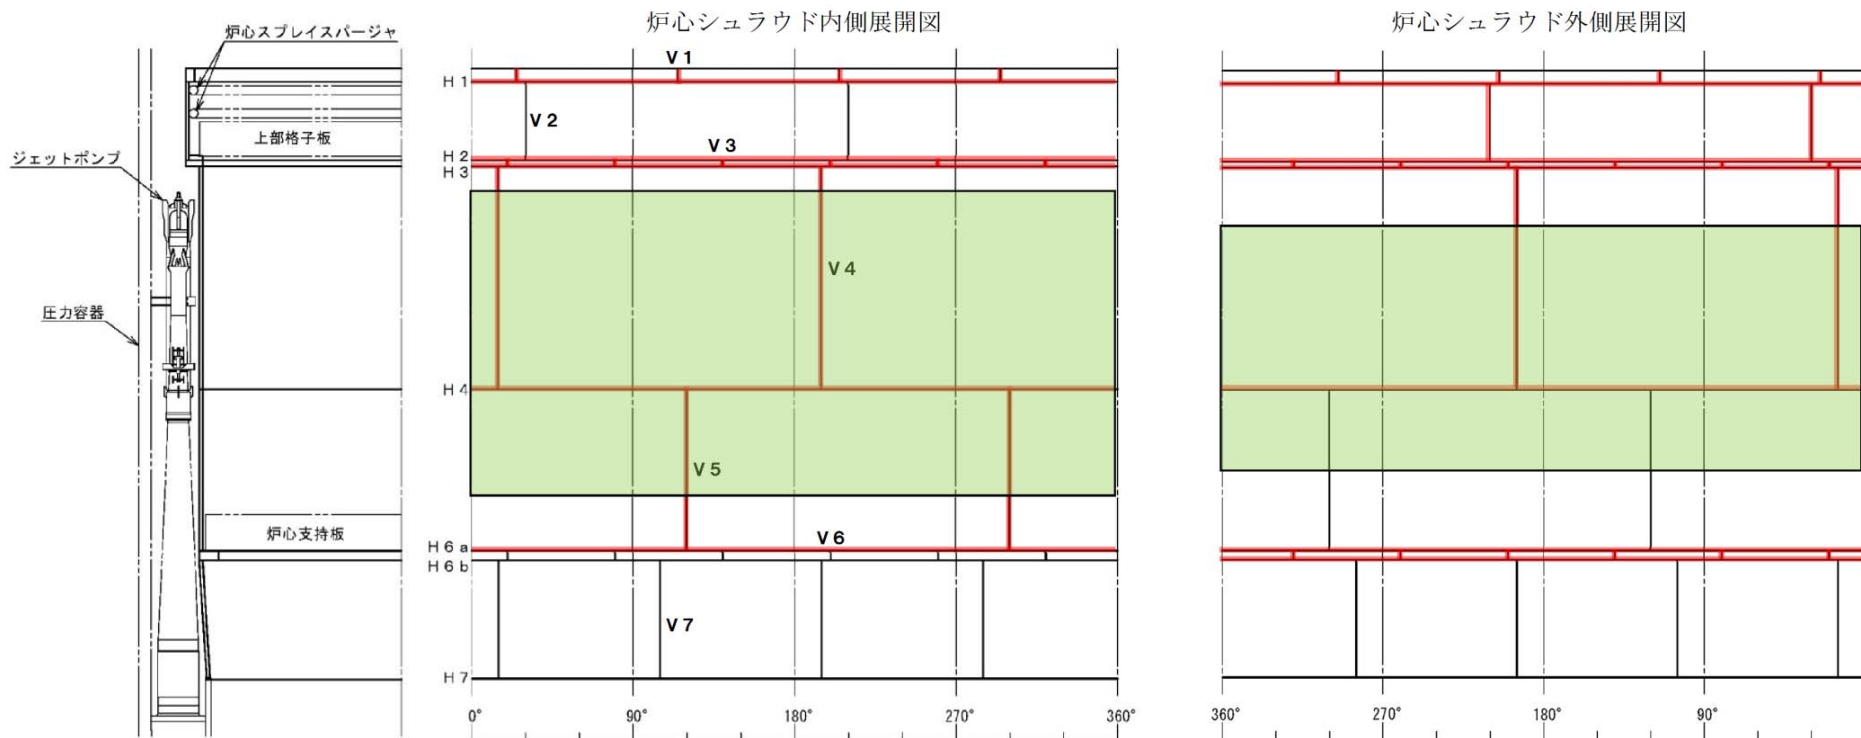 炉心シュラウド内側展開図
炉心シュラウド外側展開図
炉心スプレイスパージャ
上部格子板
ジェットポンプ
圧力容器
炉心支持板
V 1
H 1
V 2
V 3
H 2
H 3
V 4
H 4
V 5
V 6
H 6 a
H 6 b
V 7
H 7
0° 90° 180° 270° 360°
360° 270° 180° 90°